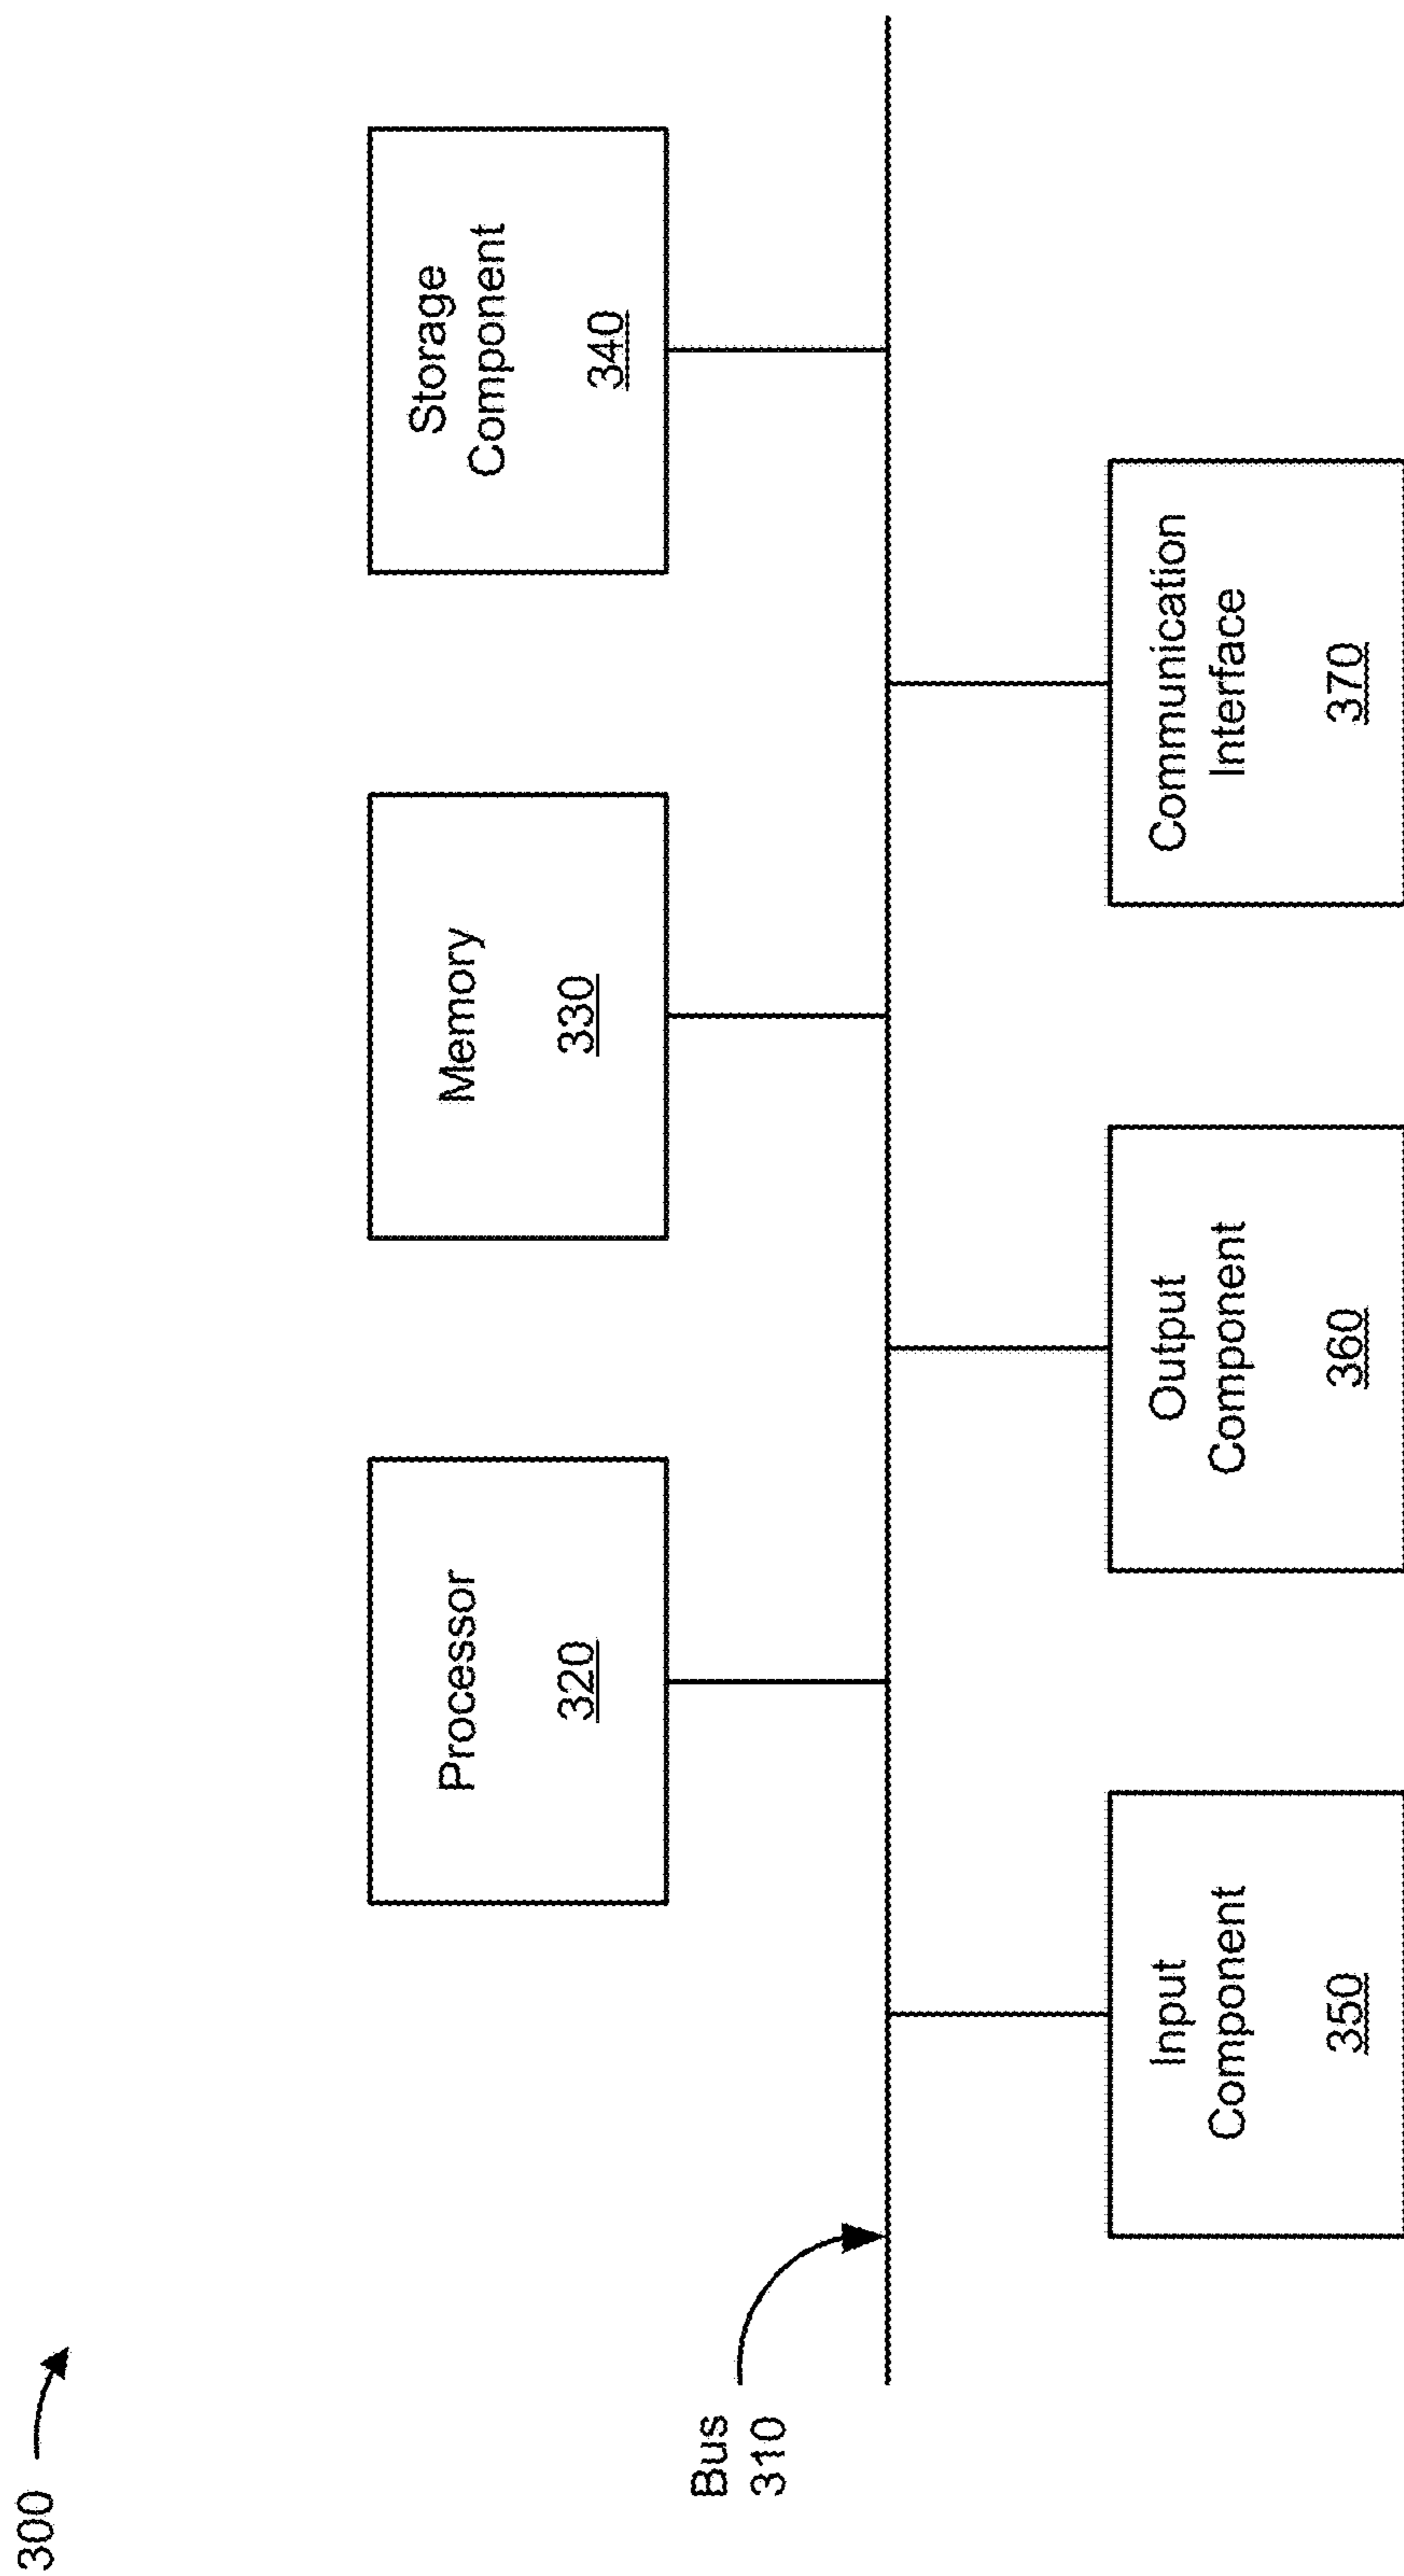 300
Processor
320
Memory
330
Storage
Component
340
Bus
310
Input
Component
350
Output
Component
360
Communication
Interface
370